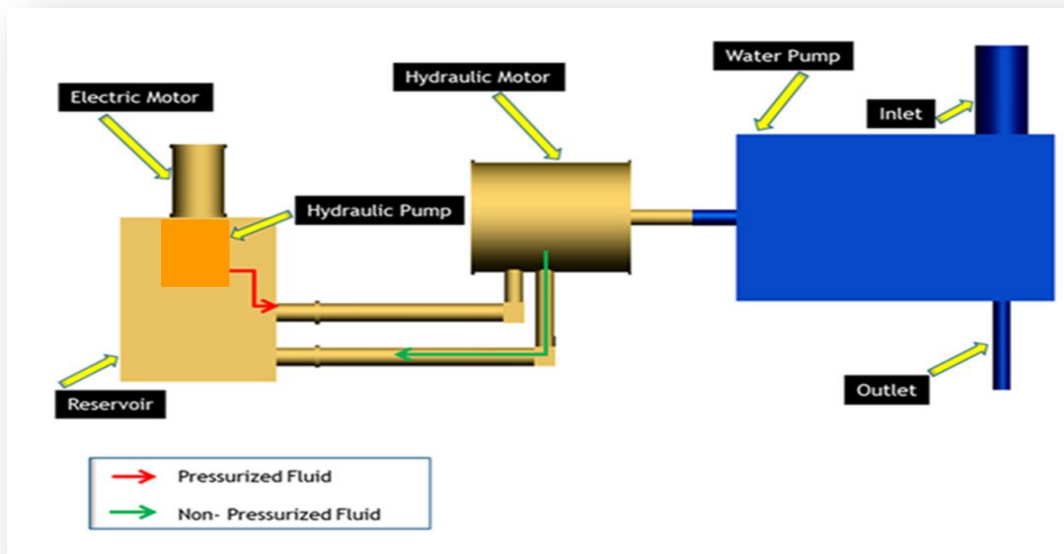 Water Pump
Hydraulic Motor
Electric Motor
Inlet
Hydraulic Pump
Outlet
Reservoir
Pressurized Fluid
Non- Pressurized Fluid